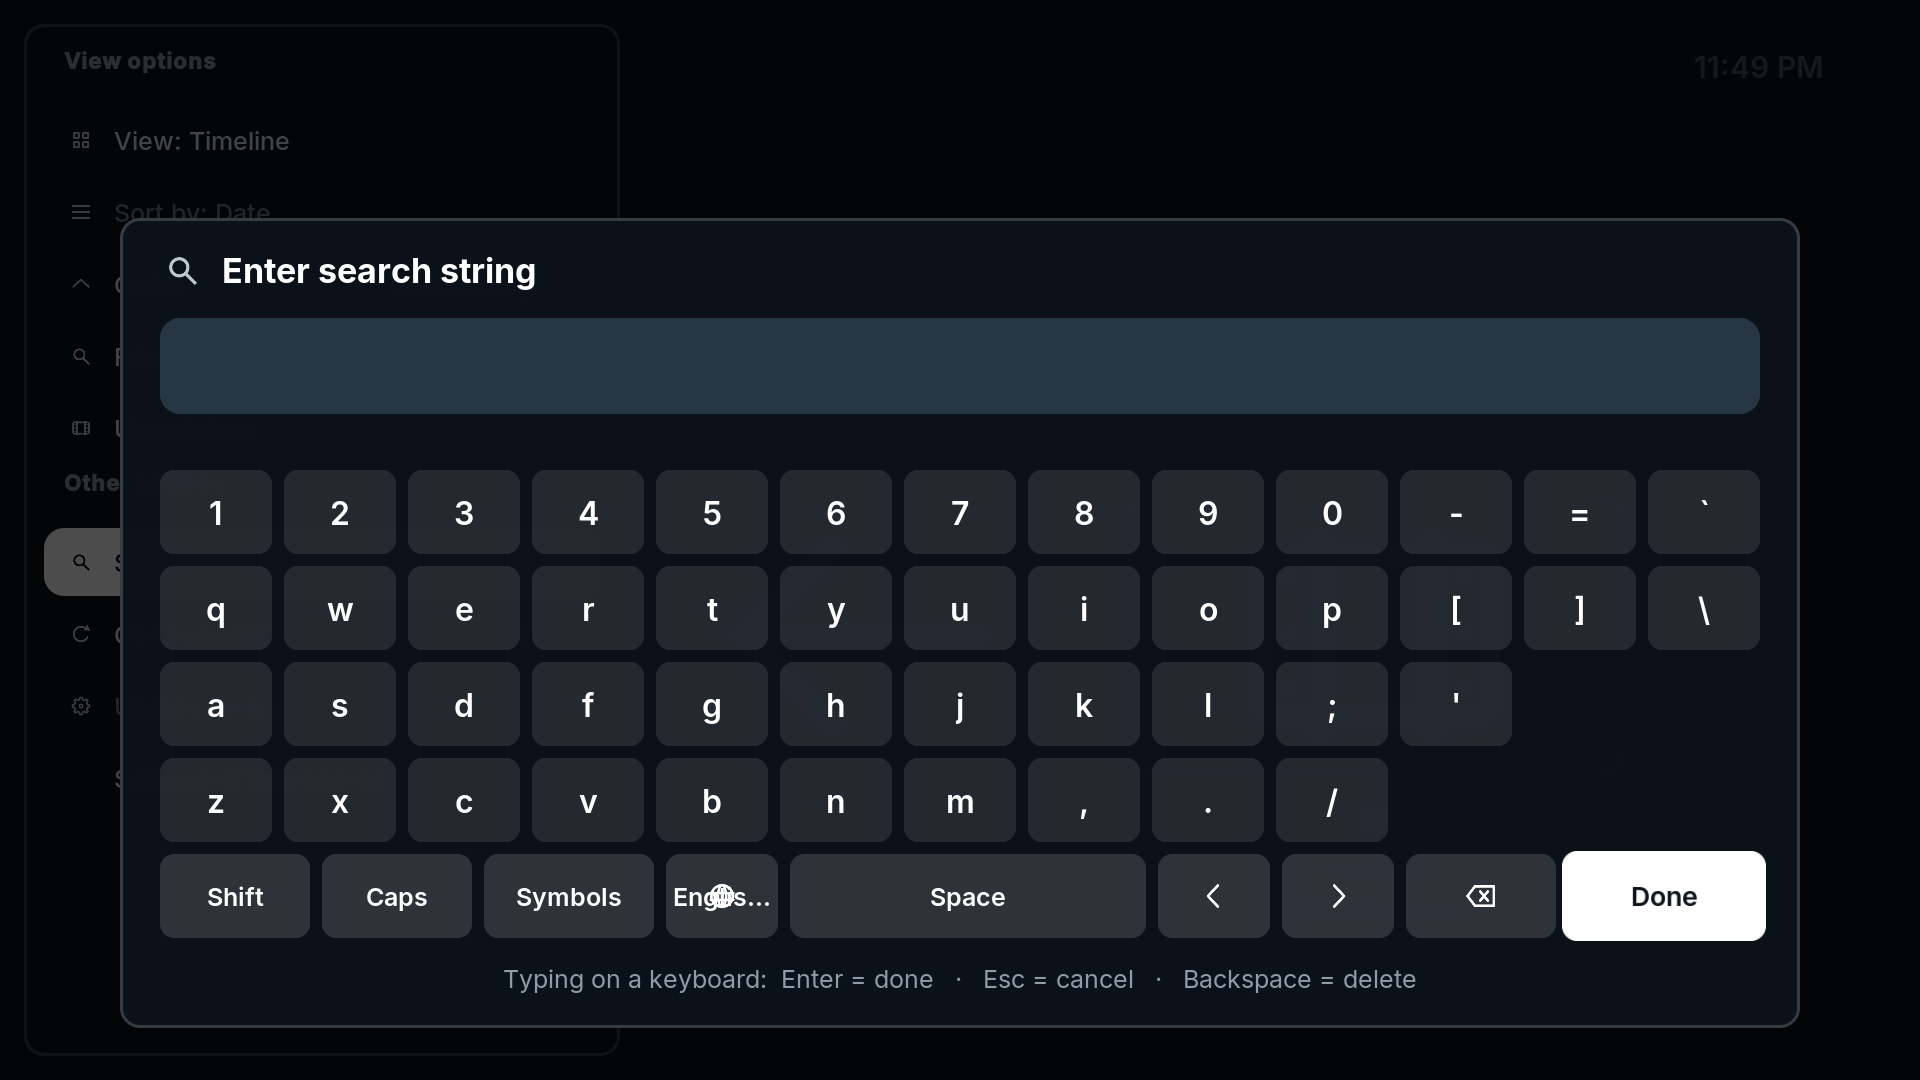 View options
11:49 PM
View: Timeline
Sort by: Date
Enter search string
1 2 3 4 5 6 7 8 9 0 - = `
q w e r t y u i o p [ ] \
a s d f g h j k l ; '
z x c v b n m , . /
Shift Caps Symbols Space Done
Typing on a keyboard: Enter = done · Esc = cancel · Backspace = delete